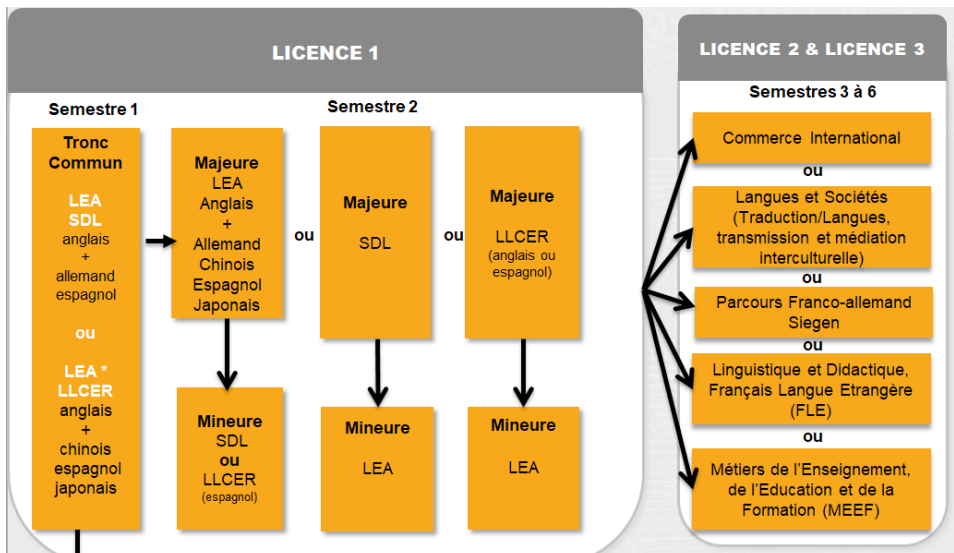 LICENCE 1
Semestre 1
Tronc
Commun
LEA
SDL
anglais
+
allemand
espagnol
ou
LEA *
LLCER
anglais
+
chinois
espagnol
japonais
Semestre 2
Majeure
LEA
Anglais
+
Allemand
Chinois
Espagnol
Japonais
ou
Majeure
SDL
ou
Majeure
LLCER
(anglais ou
espagnol)
Mineure
SDL
ou
LLCER
(espagnol)
Mineure
LEA
Mineure
LEA
LICENCE 2 & LICENCE 3
Semestres 3 à 6
Commerce International
ou
Langues et Sociétés
(Traduction/Langues,
transmission et médiation
interculturelle)
ou
Parcours Franco-allemand
Siegen
ou
Linguistique et Didactique,
Français Langue Etrangère
(FLE)
ou
Métiers de l'Enseignement,
de l'Education et de la
Formation (MEEF)